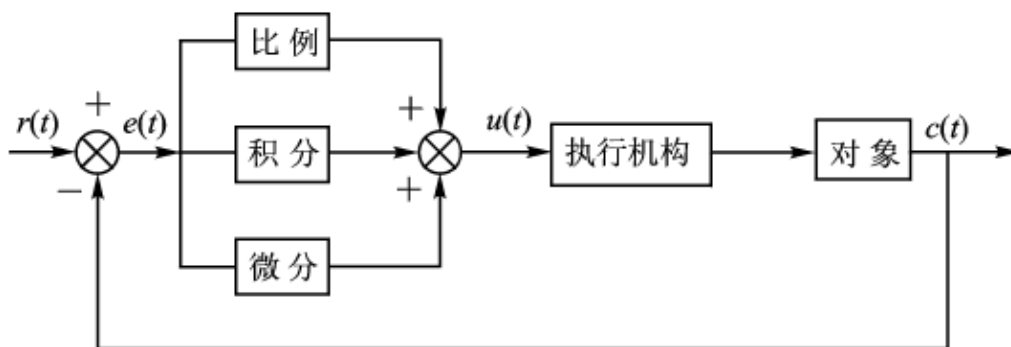 比例
+
r(t)
e(t)
+
u(t)
c(t)
积分
执行机构
对象
−
+
微分